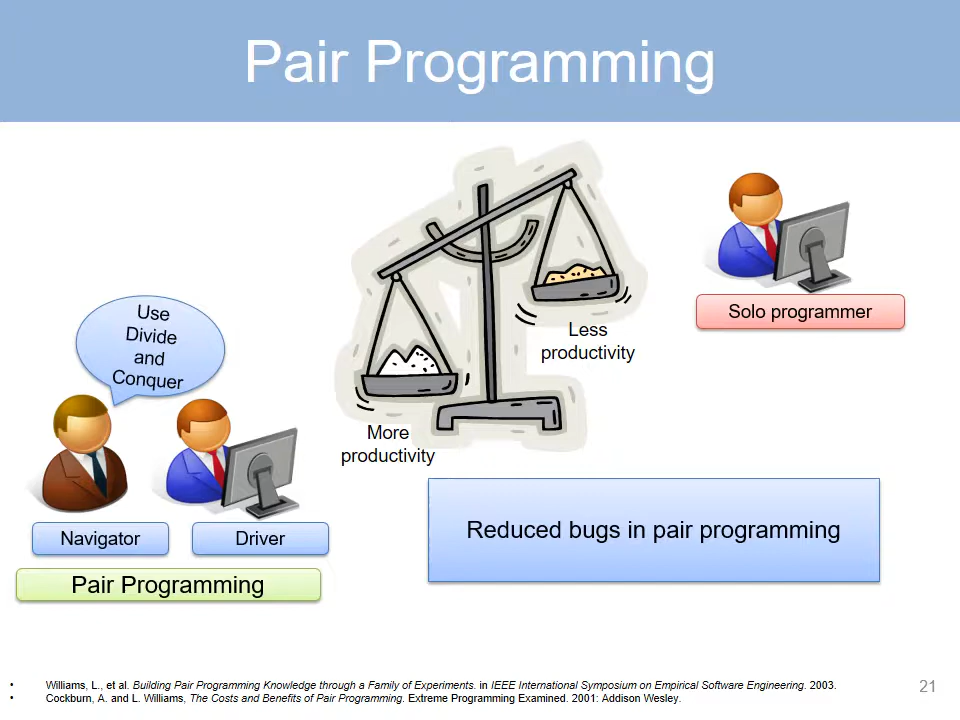 Pair Programming
Use
Divide
and
Conquer
Less
productivity
Solo programmer
More
productivity
Navigator
Driver
Pair Programming
Reduced bugs in pair programming
• Williams, L., et al. Building Pair Programming Knowledge through a Family of Experiments. in IEEE International Symposium on Empirical Software Engineering. 2003.
• Cockburn, A. and L. Williams, The Costs and Benefits of Pair Programming. Extreme Programming Examined. 2001: Addison Wesley.
21